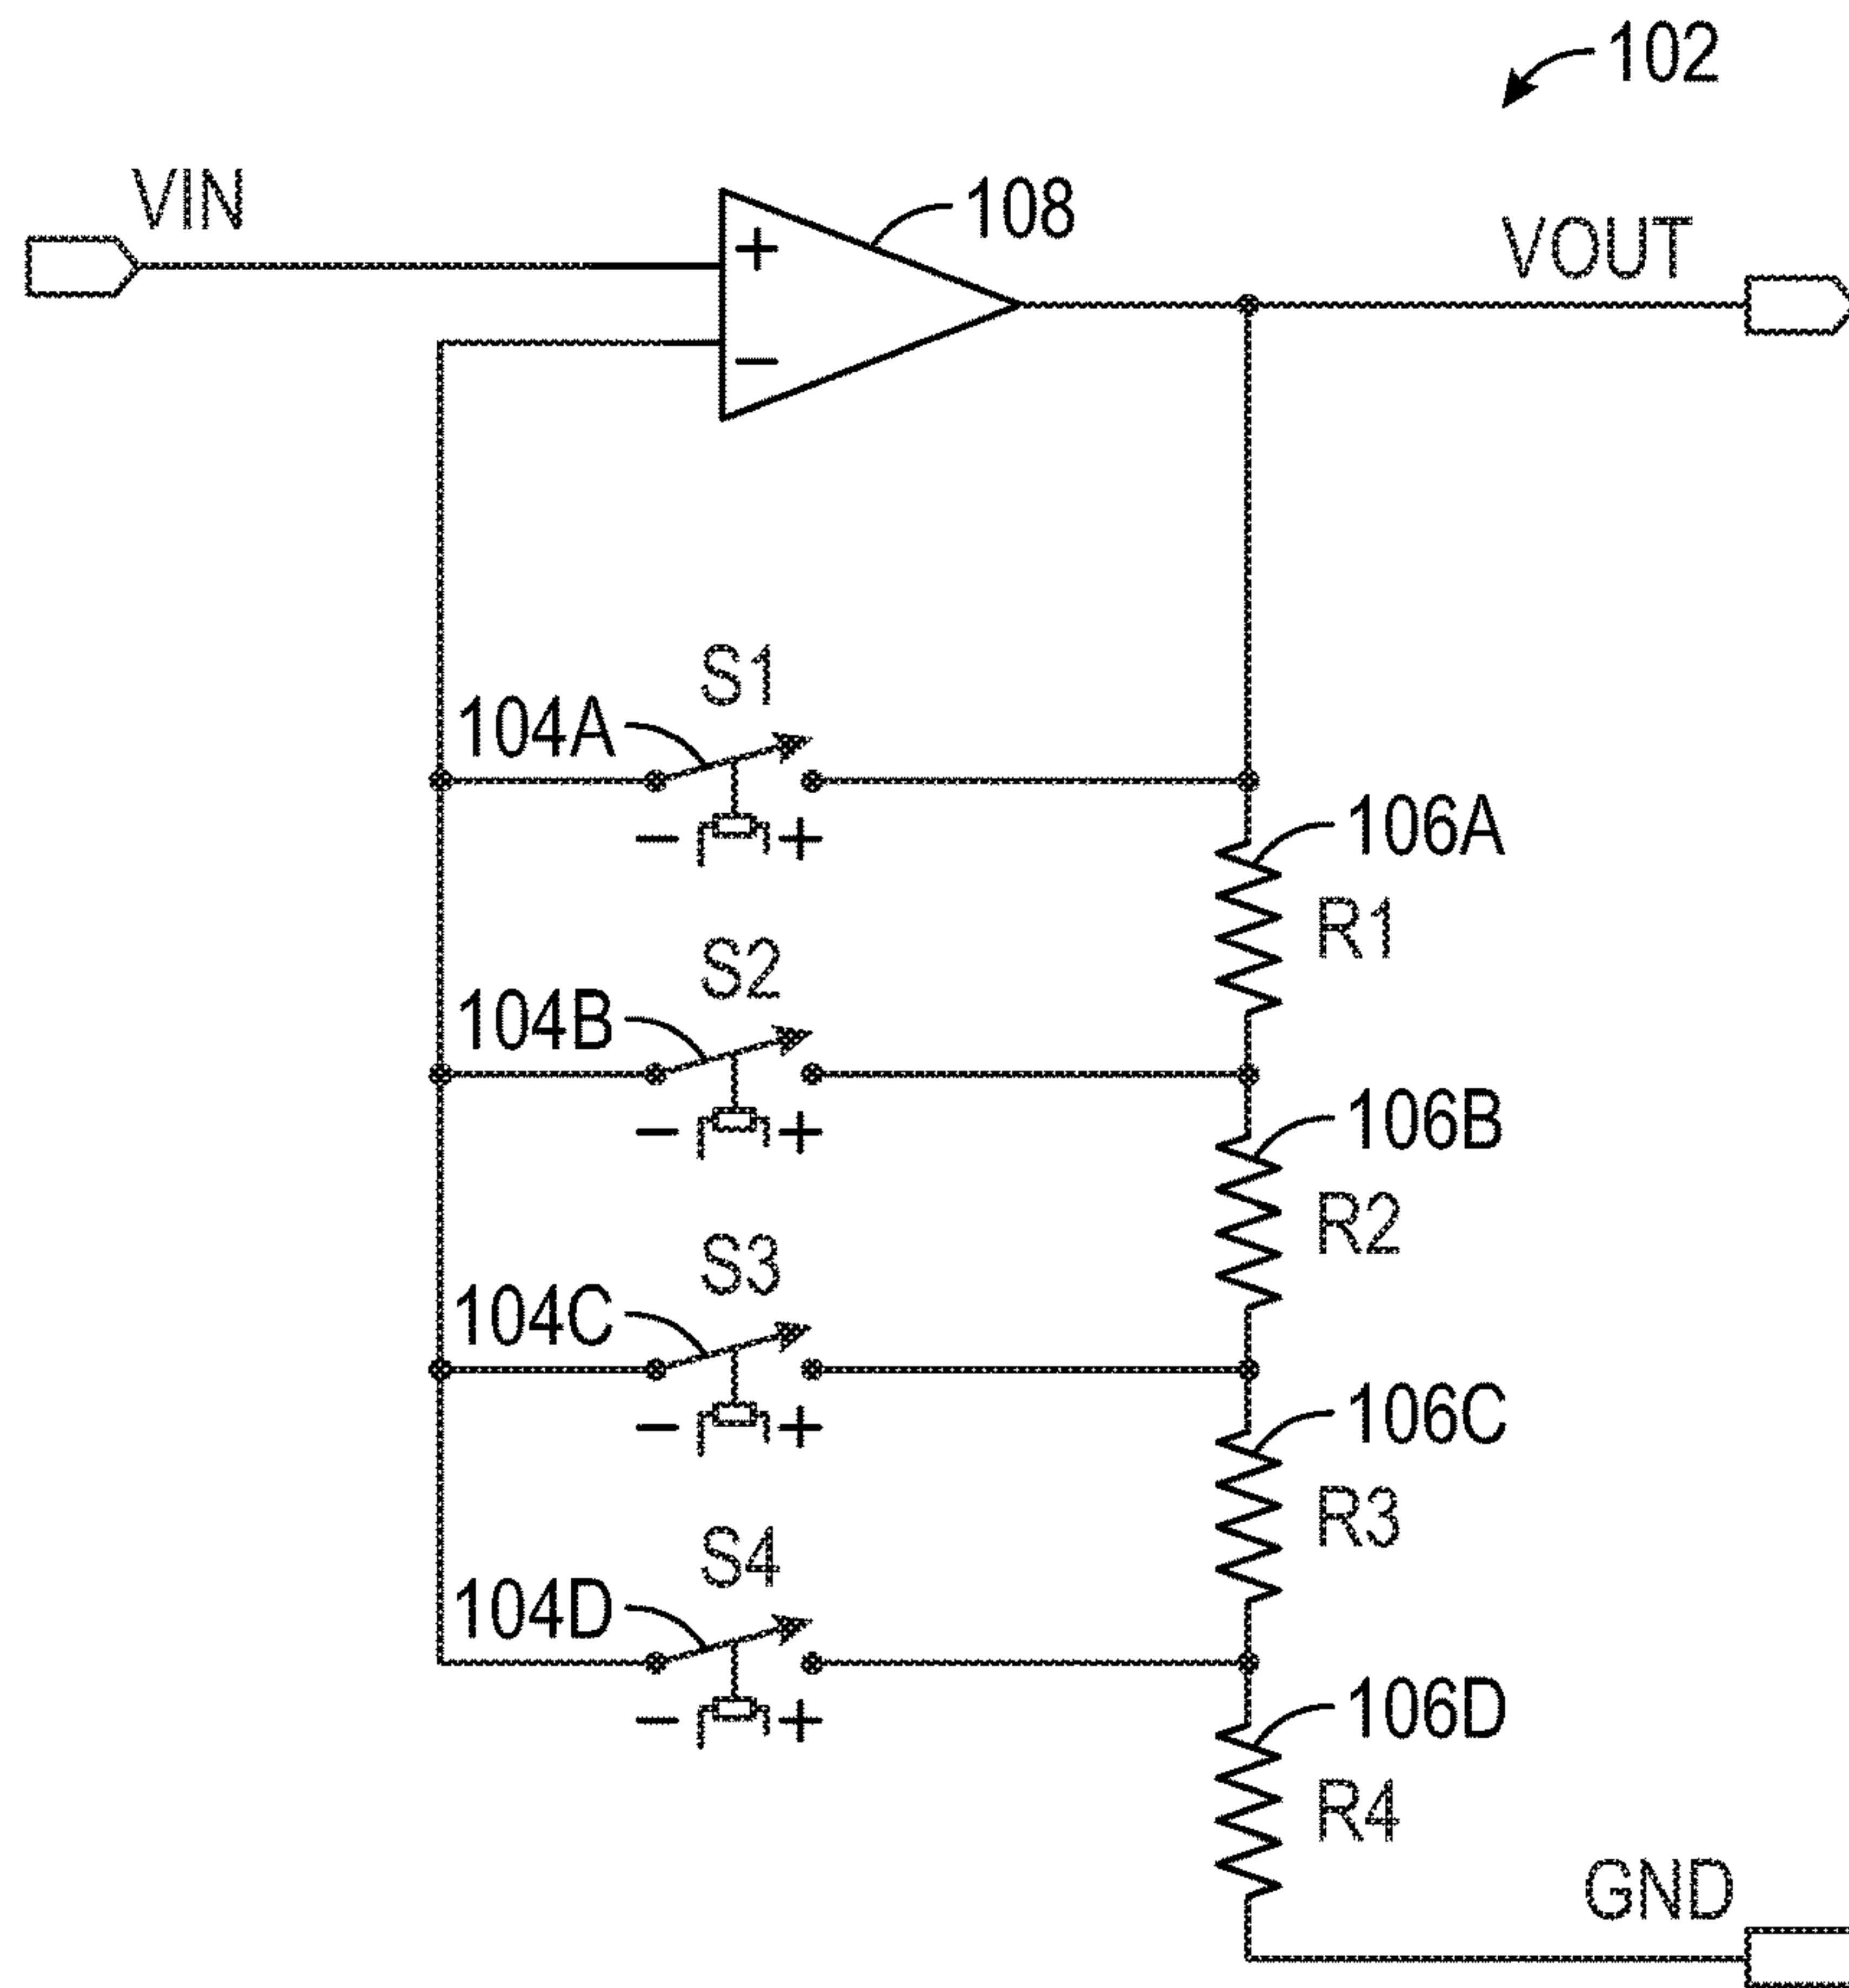 102
VIN
108
VOUT
+
−
S1
104A
− +
106A
R1
S2
104B
− +
106B
R2
S3
104C
− +
106C
R3
S4
104D
− +
106D
R4
GND